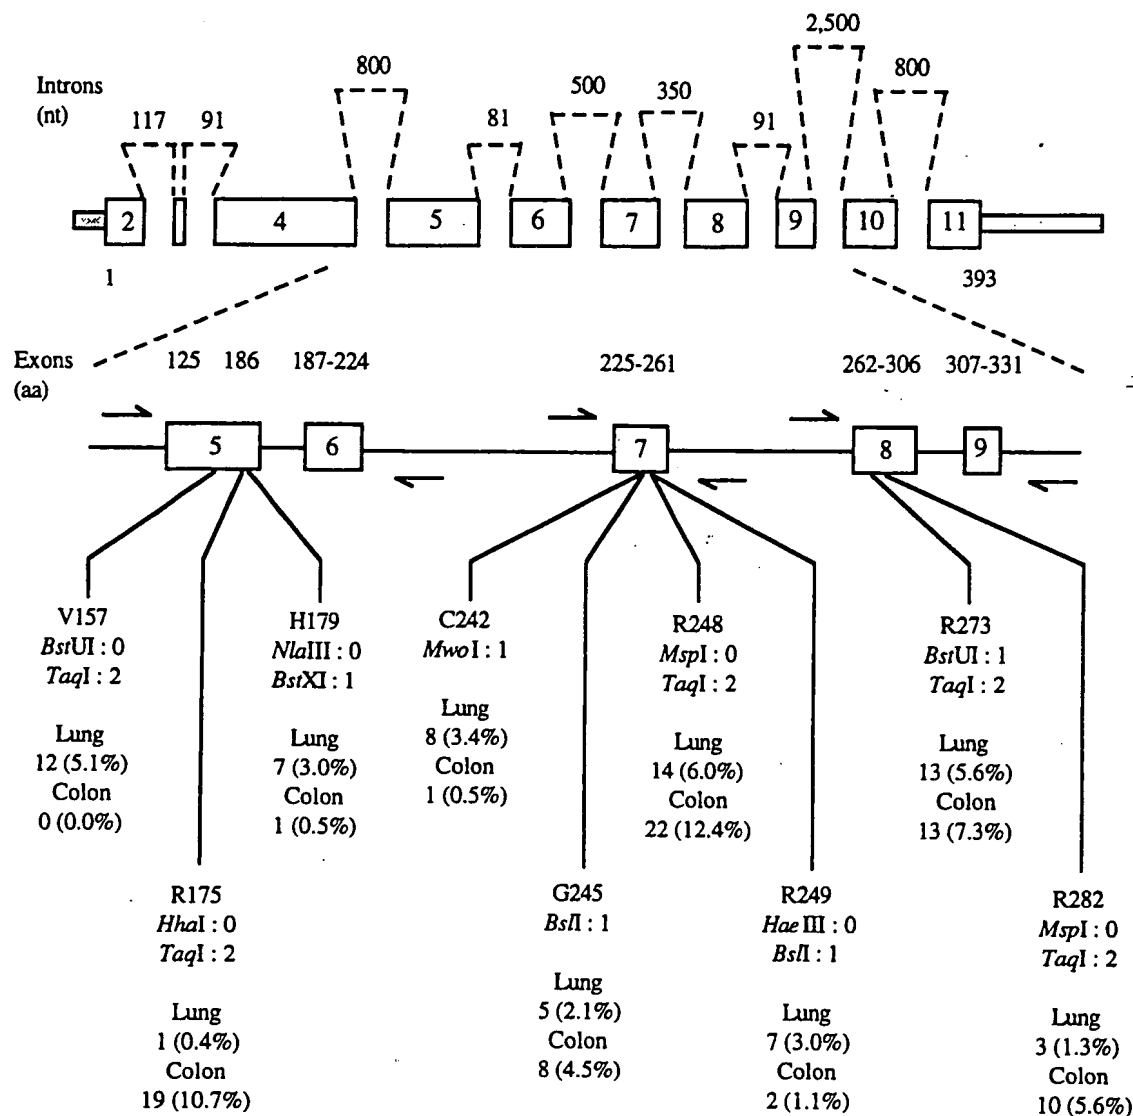 2,500
800
800
Introns
(nt)
500
350
117
91
81
91
2
4
5
6
7
8
9
10
11
1
393
Exons
(aa)
125
186
187-224
225-261
262-306
307-331
5
6
7
8
9
V157
BstUI : 0
TaqI : 2
Lung
12 (5.1%)
Colon
0 (0.0%)
H179
NlaIII : 0
BstXI : 1
Lung
7 (3.0%)
Colon
1 (0.5%)
C242
MwoI : 1
Lung
8 (3.4%)
Colon
1 (0.5%)
R248
MspI : 0
TaqI : 2
Lung
14 (6.0%)
Colon
22 (12.4%)
R273
BstUI : 1
TaqI : 2
Lung
13 (5.6%)
Colon
13 (7.3%)
R175
HhaI : 0
TaqI : 2
Lung
1 (0.4%)
Colon
19 (10.7%)
G245
BslI : 1
Lung
5 (2.1%)
Colon
8 (4.5%)
R249
HaeIII : 0
BslI : 1
Lung
7 (3.0%)
Colon
2 (1.1%)
R282
MspI : 0
TaqI : 2
Lung
3 (1.3%)
Colon
10 (5.6%)